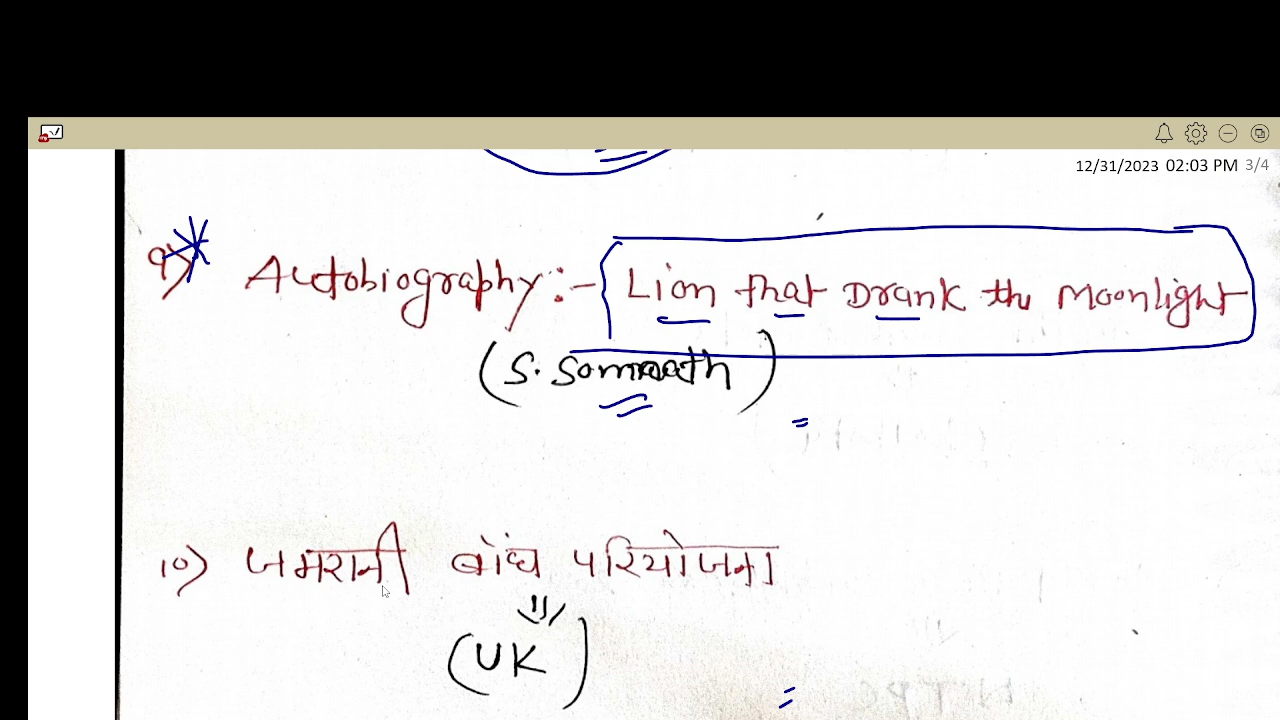 12/31/2023 02:03 PM 3/4
9) Autobiography :- Lion that Drank the Moonlight
(S. Somnath)
10) जमरानी बाँध परियोजना
(UK)